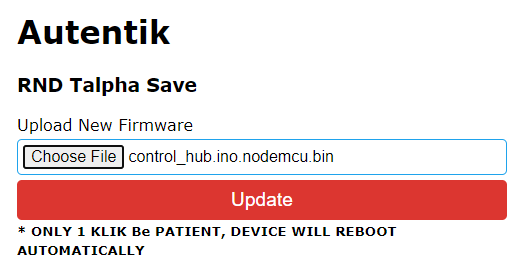 Autentik
RND Talpha Save
Upload New Firmware
Choose File control_hub.ino.nodemcu.bin
Update
* ONLY 1 KLIK Be PATIENT, DEVICE WILL REBOOT
AUTOMATICALLY